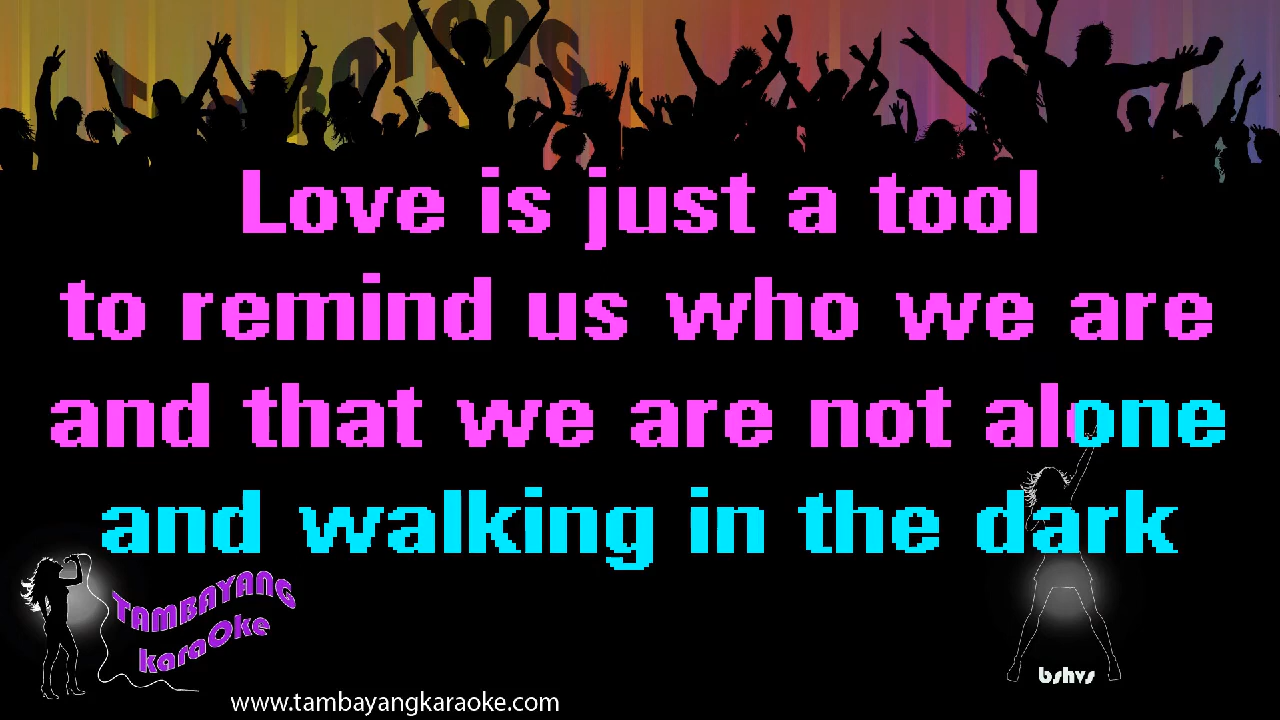 TAMBAYANG
Love is just a tool
to remind us who we are
and that we are not alone
and walking in the dark
TAMBAYANG
karaOke
bshvs
www.tambayangkaraoke.com